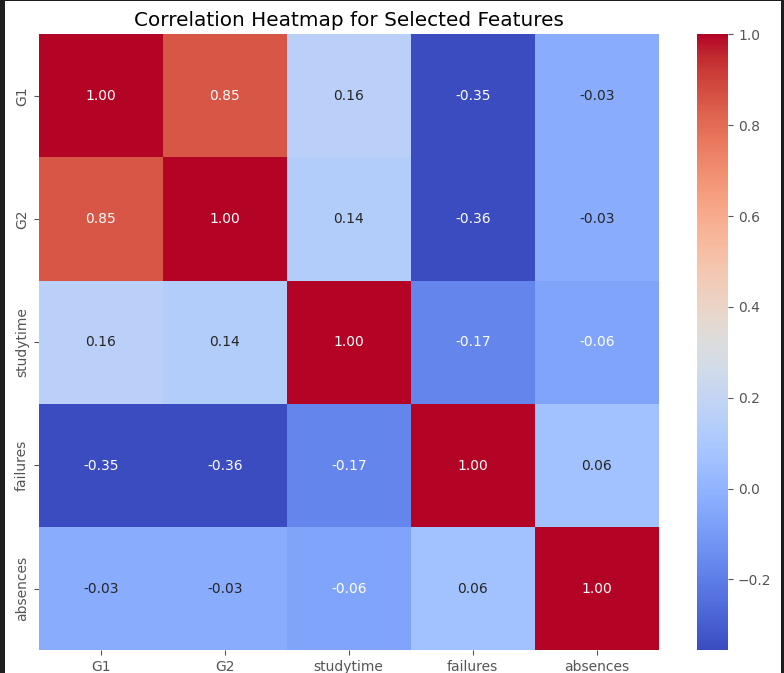 Correlation Heatmap for Selected Features
G1 1.00 0.85 0.16 -0.35 -0.03
G2 0.85 1.00 0.14 -0.36 -0.03
studytime 0.16 0.14 1.00 -0.17 -0.06
failures -0.35 -0.36 -0.17 1.00 0.06
absences -0.03 -0.03 -0.06 0.06 1.00
G1 G2 studytime failures absences
1.0
0.8
0.6
0.4
0.2
0.0
−0.2